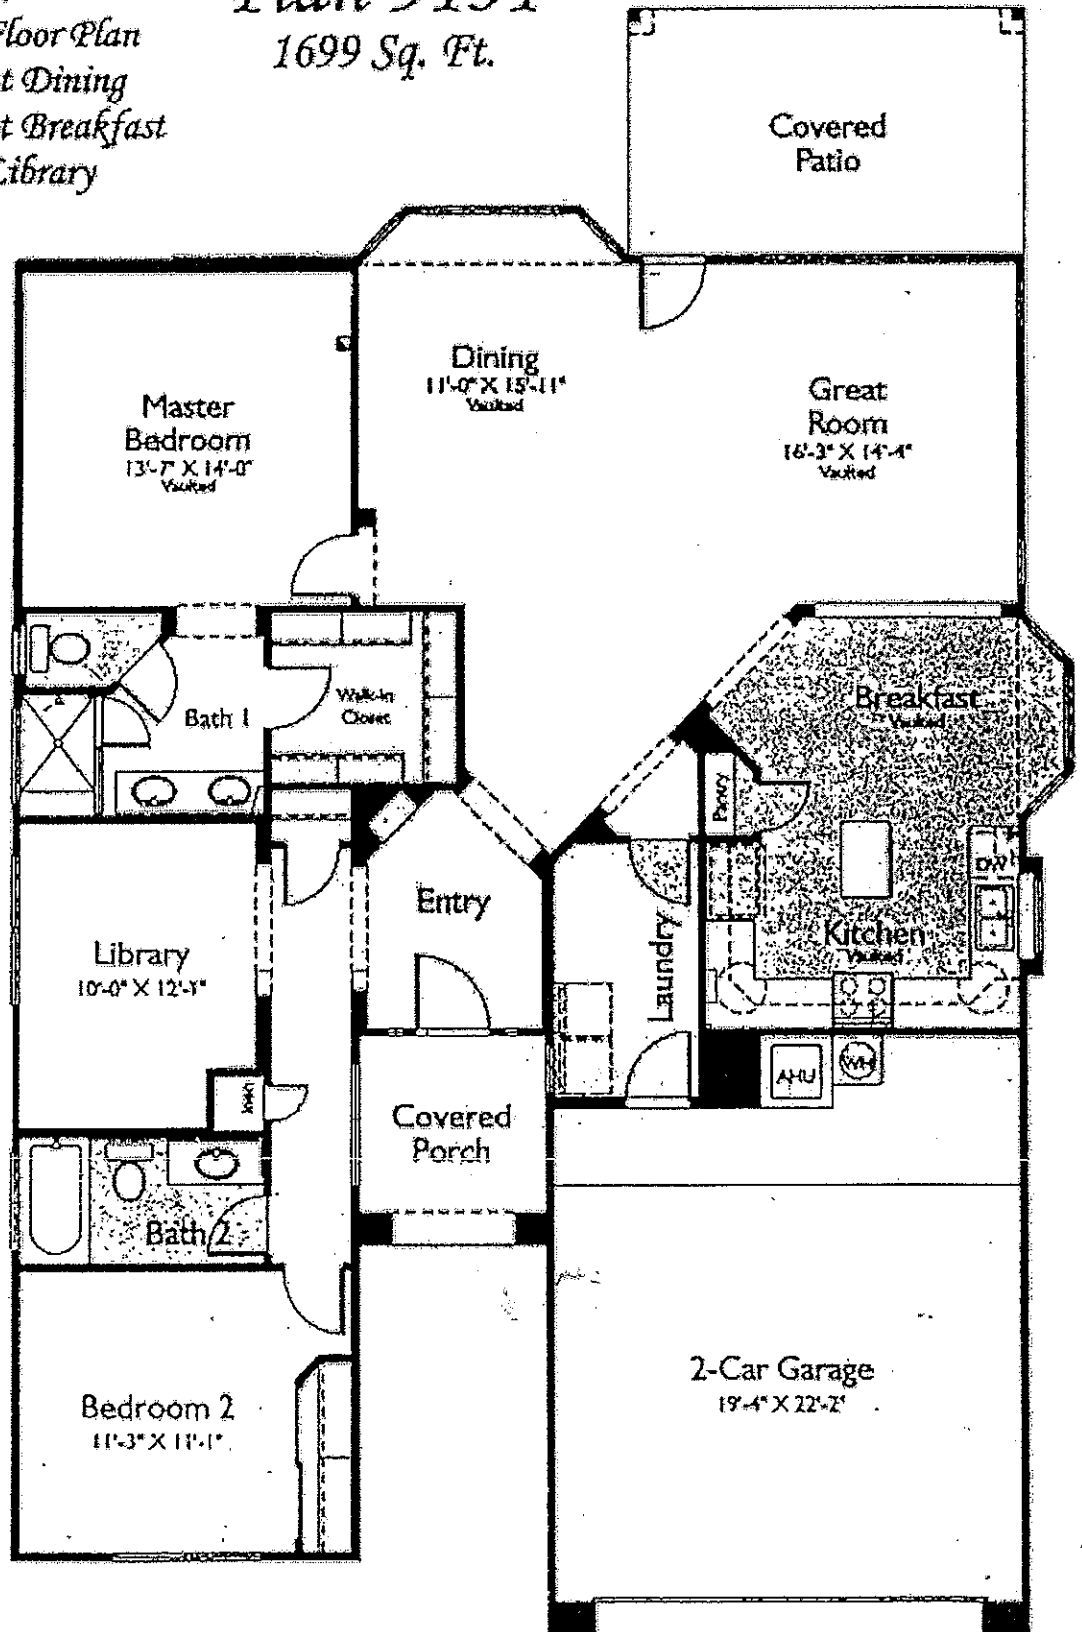 1699 Sq. Ft.
Floor Plan
Dining
Breakfast
Library
Covered
Patio
Dining
11'-0" X 15'-11"
Vaulted
Great
Room
16'-3" X 14'-4"
Vaulted
Master
Bedroom
13'-7" X 14'-0"
Vaulted
Bath 1
Walk-in
Closet
Breakfast
Vaulted
Pantry
DW
Entry
Library
Laundry
Kitchen
Vaulted
AHU
WH
Covered
Porch
Bath 2
2-Car Garage
19'-4" X 22'-2"
Bedroom 2
11'-3" X 11'-1"